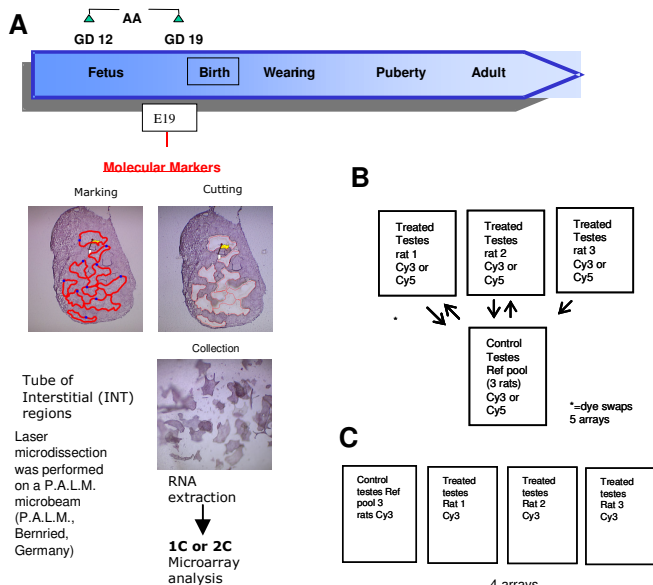 A
AA
GD 12 GD 19
Fetus Birth Wearing Puberty Adult
E19
Molecular Markers
Marking Cutting
Collection
Tube of
Interstitial (INT)
regions
Laser
microdissection
was performed
on a P.A.L.M.
microbeam
(P.A.L.M.,
Bernried,
Germany)
RNA
extraction
1C or 2C
Microarray
analysis
B
Treated
Testes
rat 1
Cy3 or
Cy5
Treated
Testes
rat 2
Cy3 or
Cy5
Treated
Testes
rat 3
Cy3 or
Cy5
*
Control
Testes
Ref pool
(3 rats)
Cy3 or
Cy5
*=dye swaps
5 arrays
C
Control
testes Ref
pool 3
rats Cy3
Treated
testes
Rat 1
Cy3
Treated
testes
Rat 2
Cy3
Treated
testes
Rat 3
Cy3
4 arrays